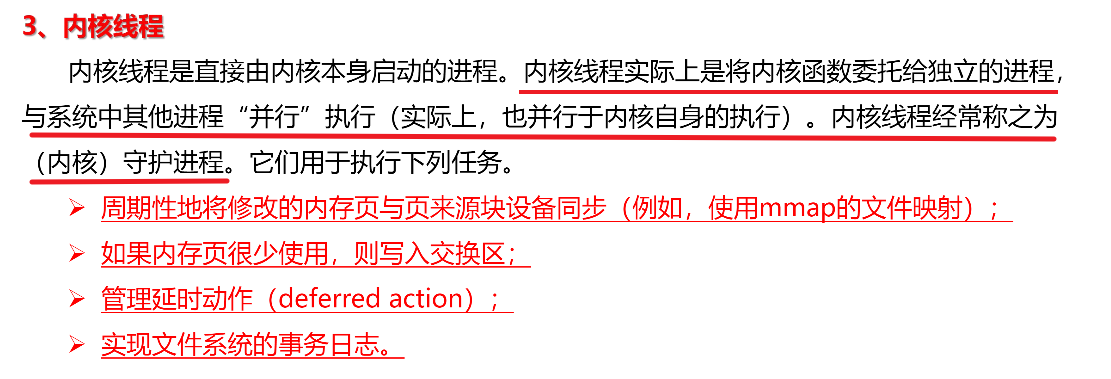 3、内核线程
内核线程是直接由内核本身启动的进程。内核线程实际上是将内核函数委托给独立的进程，
与系统中其他进程“并行”执行（实际上，也并行于内核自身的执行）。内核线程经常称之为
（内核）守护进程。它们用于执行下列任务。
➢ 周期性地将修改的内存页与页来源块设备同步（例如，使用mmap的文件映射）；
➢ 如果内存页很少使用，则写入交换区；
➢ 管理延时动作（deferred action）；
➢ 实现文件系统的事务日志。